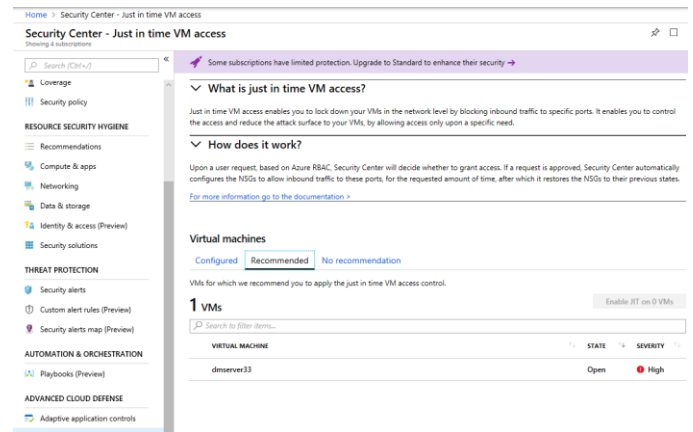 Home > Security Center - Just in time VM access
Security Center - Just in time VM access
Showing 4 subscriptions
Search (Ctrl+/)
«
Coverage
Security policy
RESOURCE SECURITY HYGIENE
Recommendations
Compute & apps
Networking
Data & storage
Identity & access (Preview)
Security solutions
THREAT PROTECTION
Security alerts
Custom alert rules (Preview)
Security alerts map (Preview)
AUTOMATION & ORCHESTRATION
Playbooks (Preview)
ADVANCED CLOUD DEFENSE
Adaptive application controls
Some subscriptions have limited protection. Upgrade to Standard to enhance their security →
What is just in time VM access?
Just in time VM access enables you to lock down your VMs in the network level by blocking inbound traffic to specific ports. It enables you to control
the access and reduce the attack surface to your VMs, by allowing access only upon a specific need.
How does it work?
Upon a user request, based on Azure RBAC, Security Center will decide whether to grant access. If a request is approved, Security Center automatically
configures the NSGs to allow inbound traffic to these ports, for the requested amount of time, after which it restores the NSGs to their previous states.
For more information go to the documentation >
Virtual machines
Configured Recommended No recommendation
VMs for which we recommend you to apply the just in time VM access control.
1 VMs
Enable JIT on 0 VMs
Search to filter items...
VIRTUAL MACHINE STATE SEVERITY
dmserver33 Open High